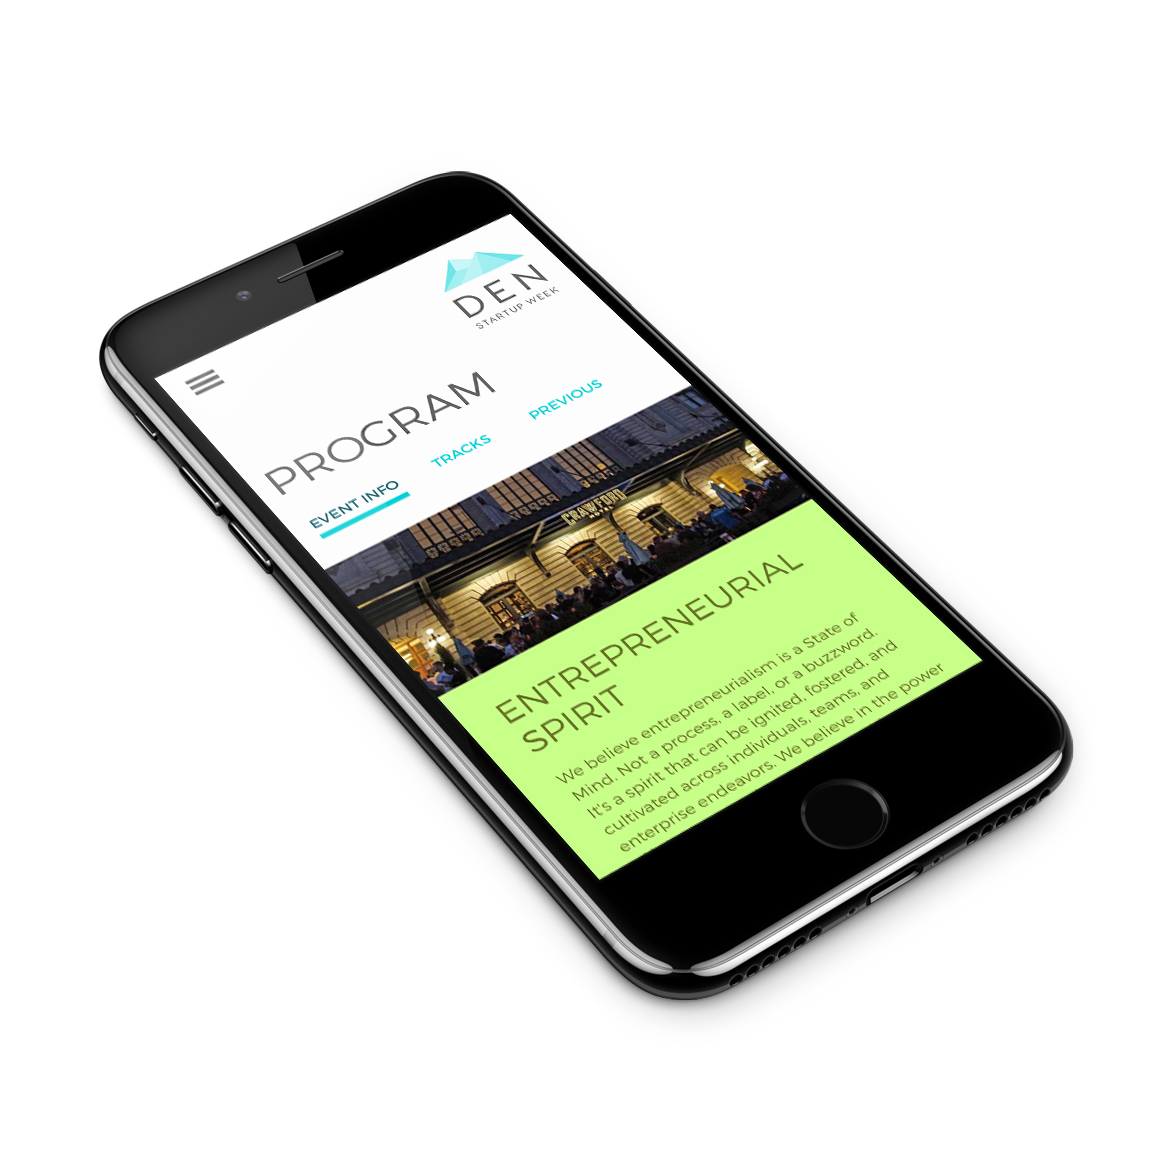 DEN
STARTUP WEEK
PROGRAM
EVENT INFO
TRACKS
PREVIOUS
CRAWFORD
HOTEL
ENTREPRENEURIAL
SPIRIT
We believe entrepreneurialism is a State of
Mind. Not a process, a label, or a buzzword.
It's a spirit that can be ignited, fostered, and
cultivated across individuals, teams, and
enterprise endeavors. We believe in the power